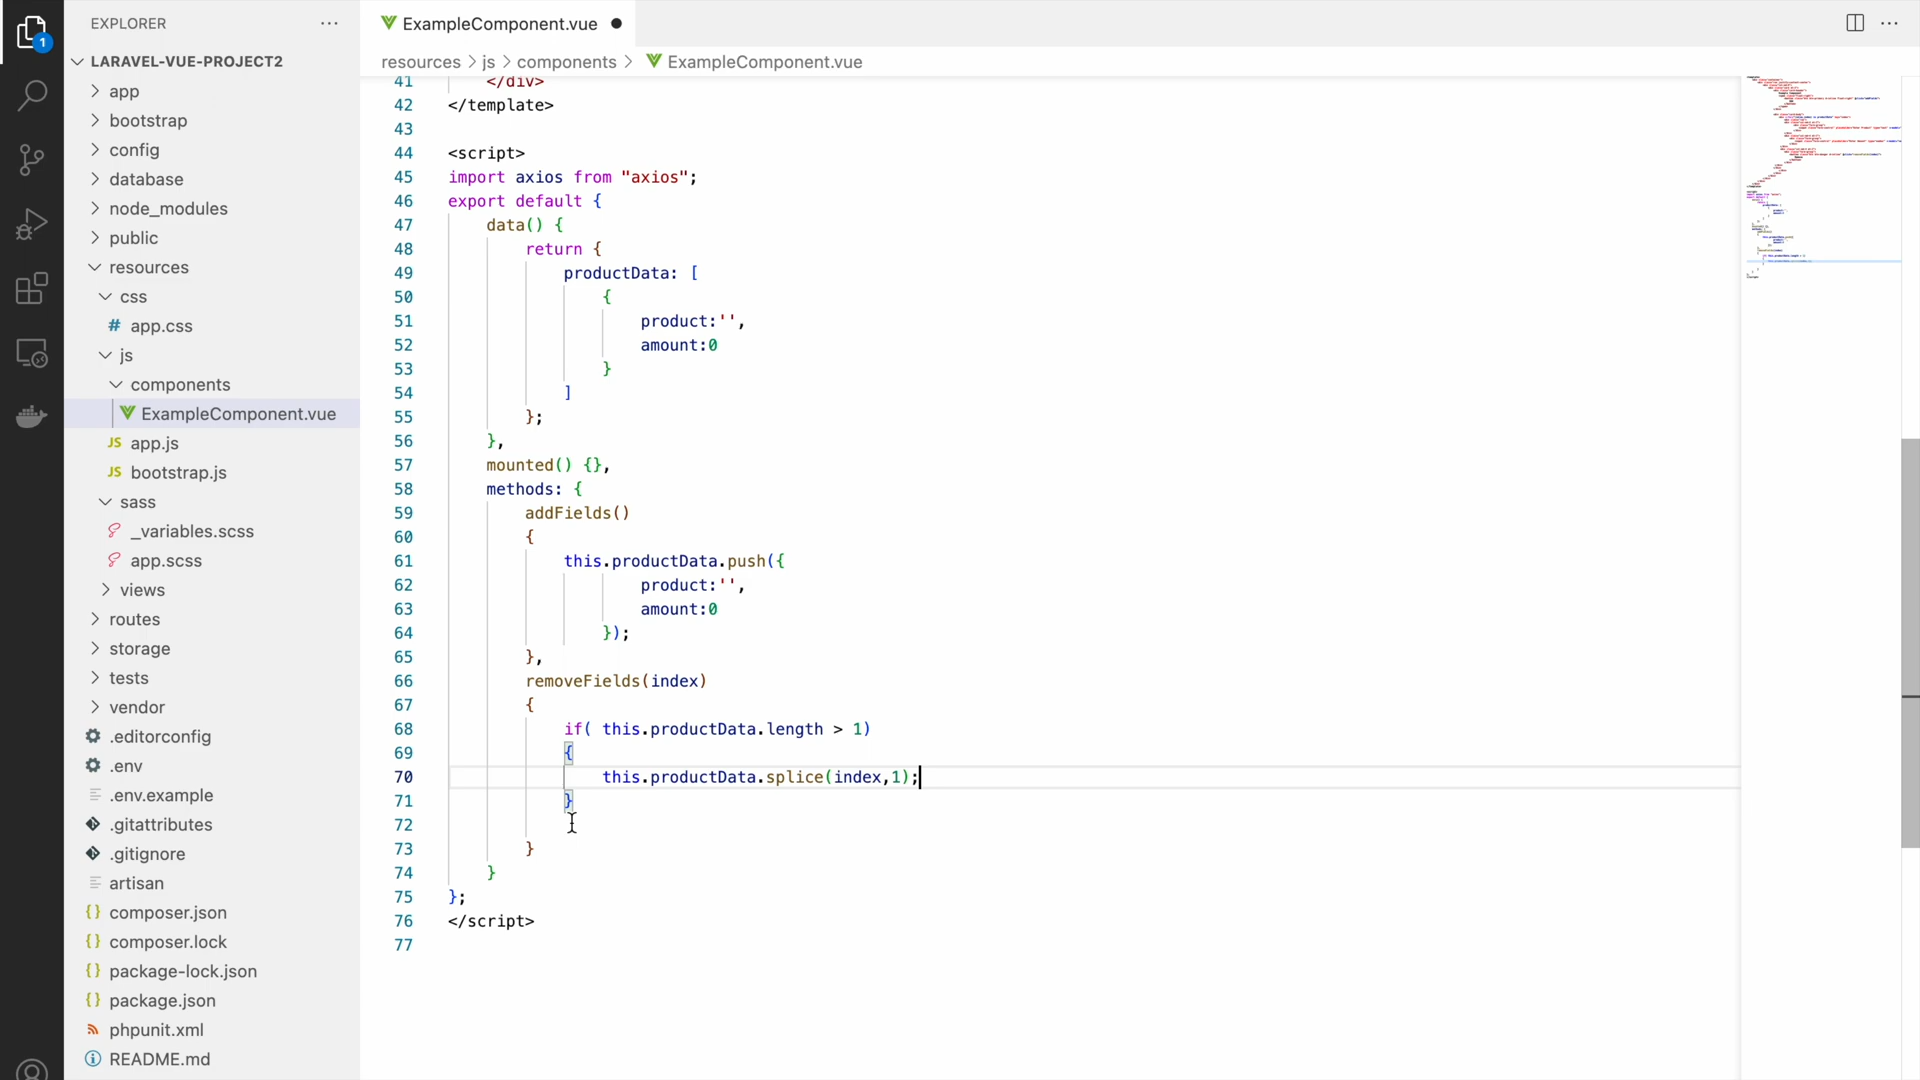 EXPLORER
ExampleComponent.vue
LARAVEL-VUE-PROJECT2
resources > js > components > ExampleComponent.vue
1
app
bootstrap
config
database
node_modules
public
resources
css
# app.css
js
components
ExampleComponent.vue
JS app.js
JS bootstrap.js
sass
_variables.scss
app.scss
views
routes
storage
tests
vendor
.editorconfig
.env
.env.example
.gitattributes
.gitignore
artisan
{} composer.json
{} composer.lock
{} package-lock.json
{} package.json
phpunit.xml
README.md
41 </div>
42 </template>
43
44 <script>
45 import axios from "axios";
46 export default {
47 data() {
48 return {
49 productData: [
50 {
51 product:'',
52 amount:0
53 }
54 ]
55 };
56 },
57 mounted() {},
58 methods: {
59 addFields()
60 {
61 this.productData.push({
62 product:'',
63 amount:0
64 });
65 },
66 removeFields(index)
67 {
68 if( this.productData.length > 1)
69 {
70 this.productData.splice(index,1);
71 }
72
73 }
74 }
75 };
76 </script>
77